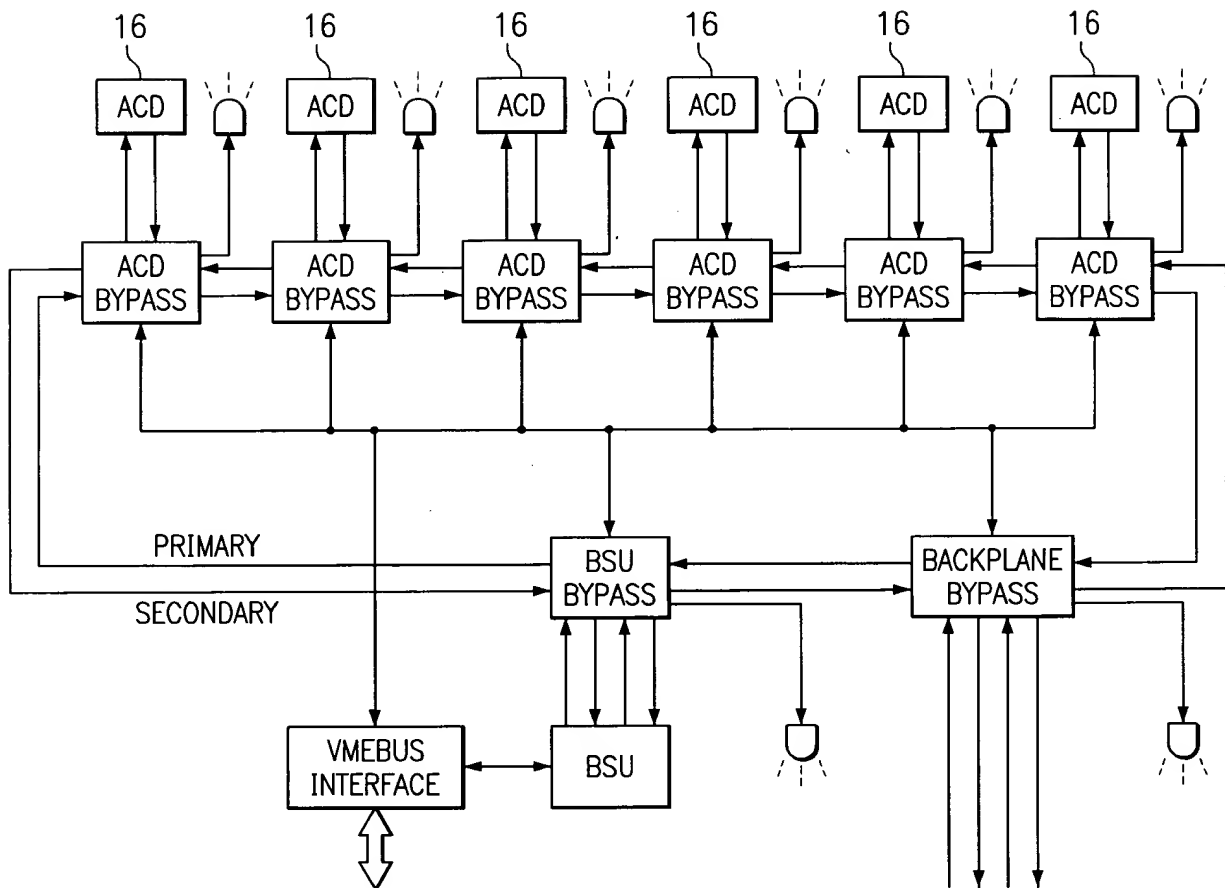 16 16 16 16 16 16
ACD ACD ACD ACD ACD ACD
ACD ACD ACD ACD ACD ACD
BYPASS BYPASS BYPASS BYPASS BYPASS BYPASS
PRIMARY
SECONDARY
BSU
BYPASS
BACKPLANE
BYPASS
VMEBUS
INTERFACE
BSU